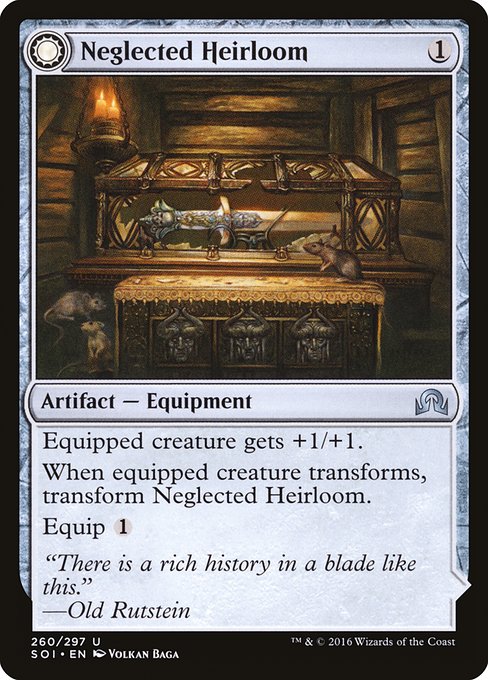 Neglected Heirloom 1
Artifact — Equipment
Equipped creature gets +1/+1.
When equipped creature transforms,
transform Neglected Heirloom.
Equip 1
“There is a rich history in a blade like
this.”
—Old Rutstein
260/297 U
SOI • EN Volkan Baga
™ & © 2016 Wizards of the Coast